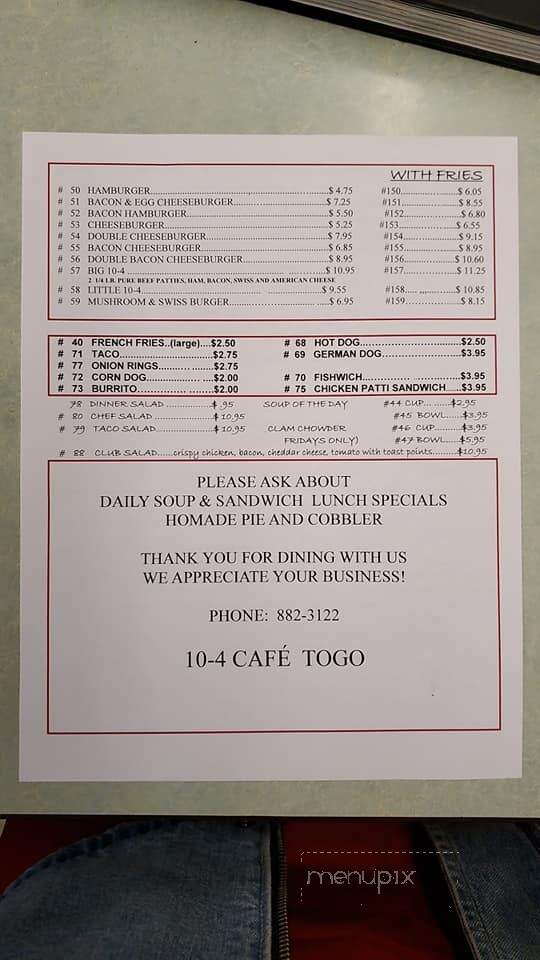 WITH FRIES
# 50 HAMBURGER.....$ 4.75 #150.....$ 6.05
# 51 BACON & EGG CHEESEBURGER.....$ 7.25 #151.....$ 8.55
# 52 BACON HAMBURGER.....$ 5.50 #152.....$ 6.80
# 53 CHEESEBURGER.....$ 5.25 #153.....$ 6.55
# 54 DOUBLE CHEESEBURGER.....$ 7.95 #154.....$ 9.15
# 55 BACON CHEESEBURGER.....$ 6.85 #155.....$ 8.95
# 56 DOUBLE BACON CHEESEBURGER.....$ 8.95 #156.....$ 10.60
# 57 BIG 10-4.....$ 10.95 #157.....$ 11.25
2 1/4 LB. PURE BEEF PATTIES, HAM, BACON, SWISS AND AMERICAN CHEESE
# 58 LITTLE 10-4.....$ 9.55 #158.....$ 10.85
# 59 MUSHROOM & SWISS BURGER.....$ 6.95 #159.....$ 8.15
# 40 FRENCH FRIES..(large)....$2.50 # 68 HOT DOG.....$2.50
# 71 TACO.....$2.75 # 69 GERMAN DOG.....$3.95
# 77 ONION RINGS.....$2.75
# 72 CORN DOG.....$2.00 # 70 FISHWICH.....$3.95
# 73 BURRITO.....$2.00 # 75 CHICKEN PATTI SANDWICH ....$3.95
78 DINNER SALAD.....$ .95 SOUP OF THE DAY #44 CUP.....$2.95
# 80 CHEF SALAD.....$ 10.95 #45 BOWL.....$3.95
# 79 TACO SALAD.....$ 10.95 CLAM CHOWDER #46 CUP.....$3.95
FRIDAYS ONLY) #47 BOWL.....$5.95
# 88 CLUB SALAD.....crispy chicken, bacon, cheddar cheese, tomato with toast points.....$10.95
PLEASE ASK ABOUT
DAILY SOUP & SANDWICH LUNCH SPECIALS
HOMADE PIE AND COBBLER
THANK YOU FOR DINING WITH US
WE APPRECIATE YOUR BUSINESS!
PHONE: 882-3122
10-4 CAFÉ TOGO
menupix